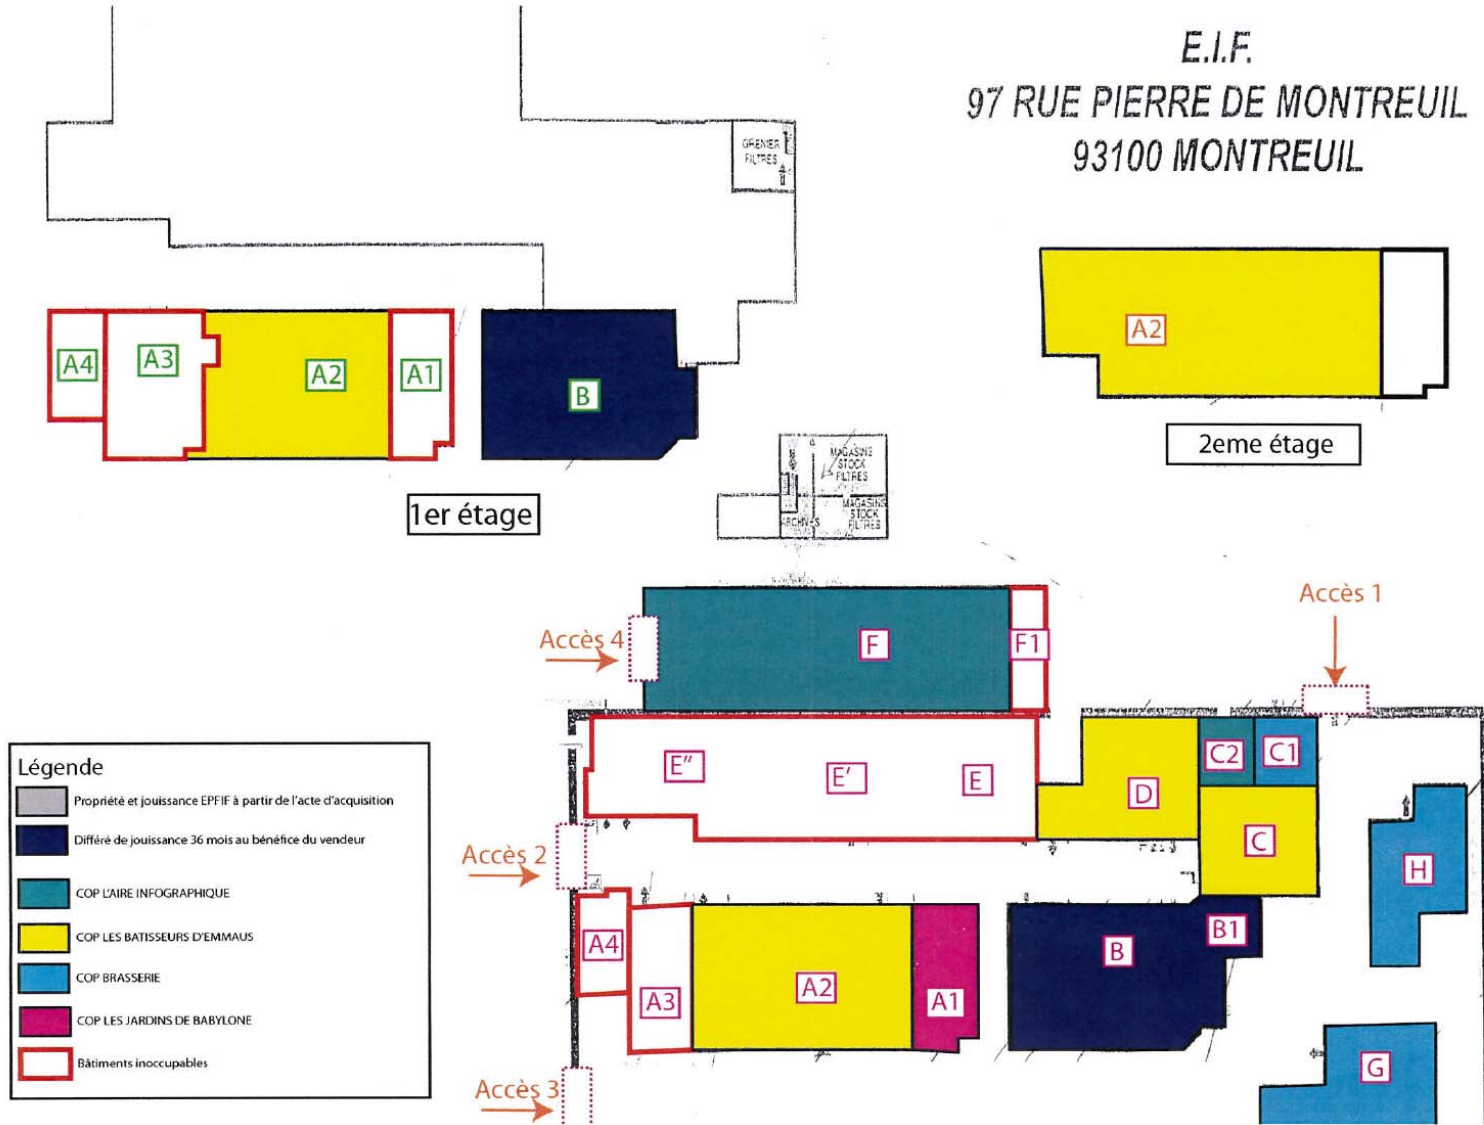 E.I.F.
97 RUE PIERRE DE MONTREUIL
93100 MONTREUIL
GRENIER
FILTRES
A4
A3
A2
A1
B
1er étage
A2
2eme étage
MAGASINS
STOCK
FILTRES
MAGASINS
STOCK
FILTRES
ARCHIVES
Accès 1
Accès 4
F
F1
E"
E'
E
D
C2
C1
C
H
Accès 2
A4
A3
A2
A1
B
B1
G
Accès 3
Légende
Propriété et jouissance EPFIF à partir de l'acte d'acquisition
Différé de jouissance 36 mois au bénéfice du vendeur
COP L'AIRE INFOGRAPHIQUE
COP LES BATISSEURS D'EMMAUS
COP BRASSERIE
COP LES JARDINS DE BABYLONE
Bâtiments inoccupables